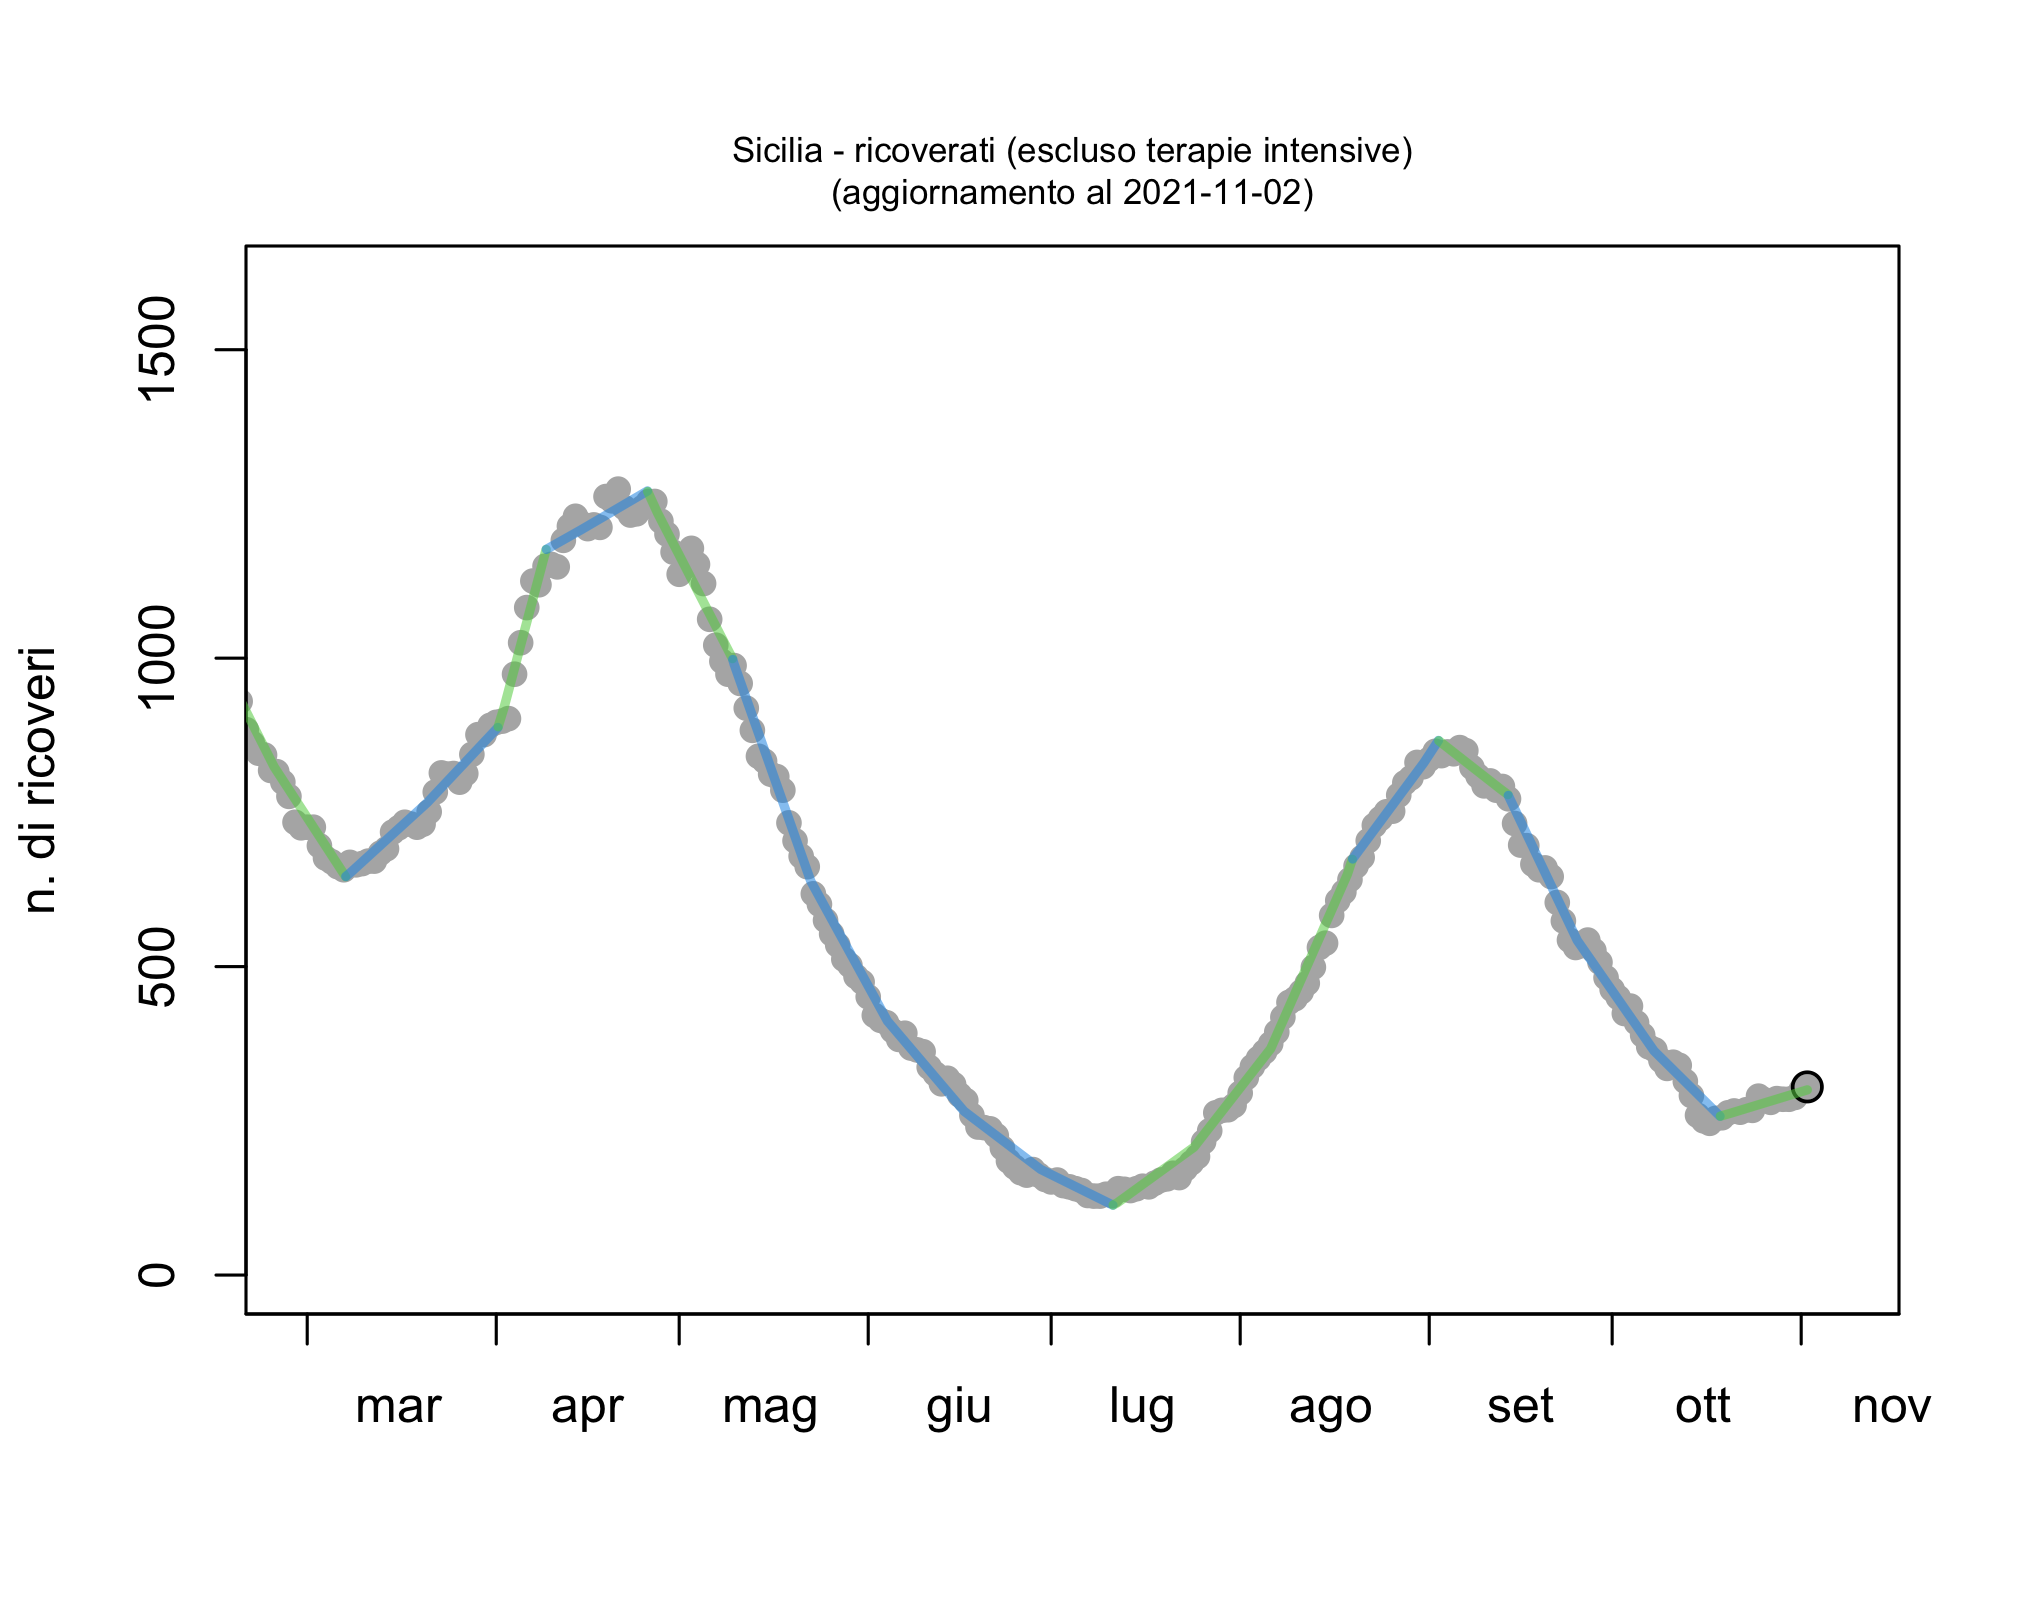 Sicilia - ricoverati (escluso terapie intensive)
(aggiornamento al 2021-11-02)
n. di ricoveri
1500
1000
500
0
mar apr mag giu lug ago set ott nov